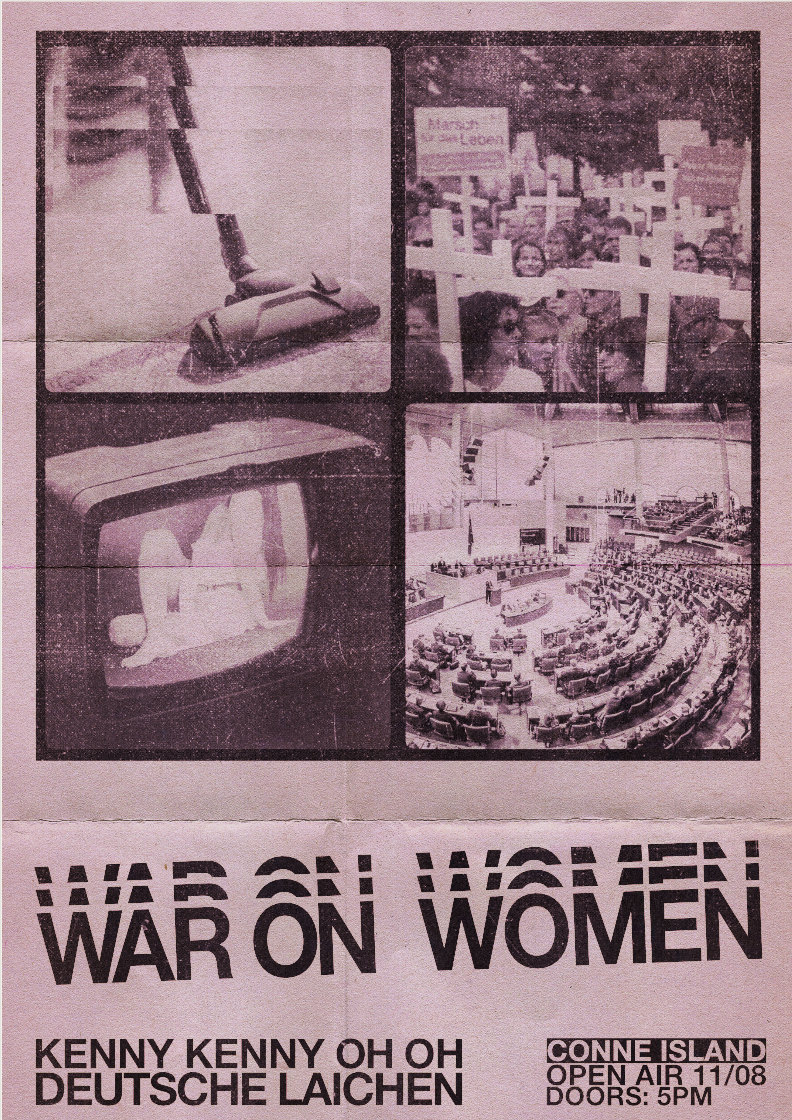 Marsch
für das Leben
WAR ON WOMEN
KENNY KENNY OH OH
DEUTSCHE LAICHEN
CONNE ISLAND
OPEN AIR 11/08
DOORS: 5PM